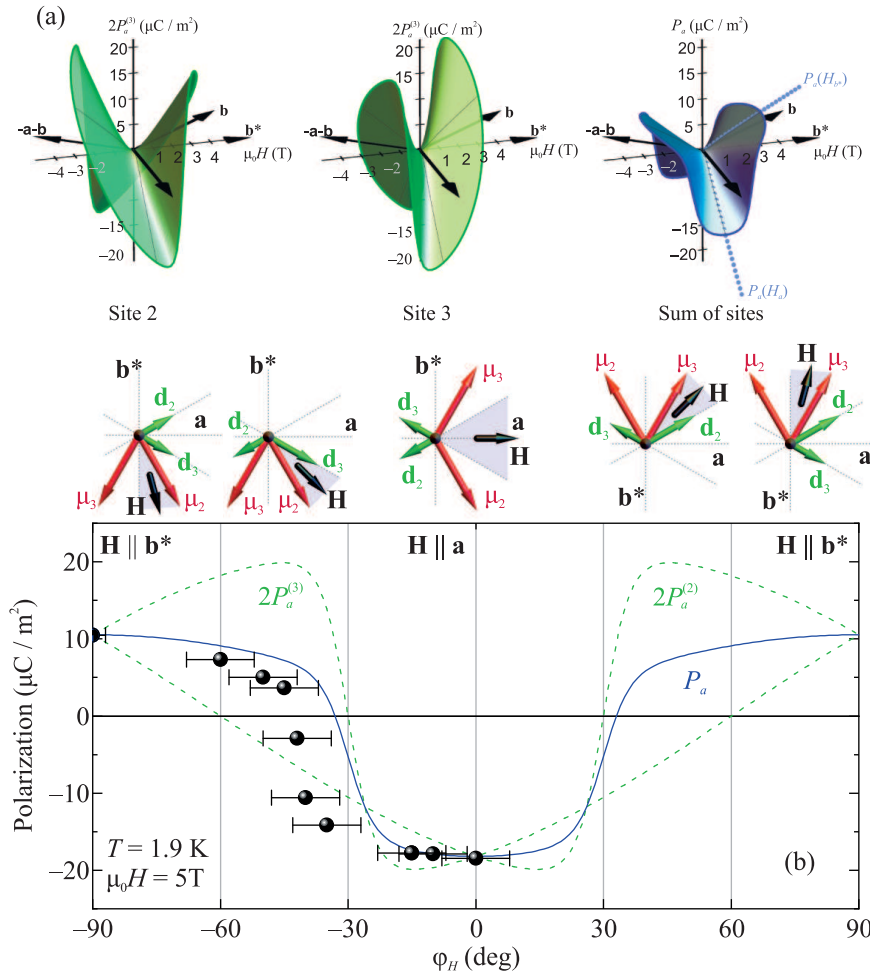 (a)
2P_a^(3) (μC / m²)
20
15
10
5
-a-b
b
b*
μ₀H (T)
–4
–3
–2
1
2
3
4
–15
–20
Site 2
2P_a^(3) (μC / m²)
20
15
10
5
-a-b
b
b*
μ₀H (T)
–4
–3
–2
1
2
3
4
–15
–20
Site 3
P_a (μC / m²)
20
15
10
5
P_a(H_b*)
-a-b
b
b*
μ₀H (T)
–4
–3
–2
1
2
3
4
–15
–20
P_a(H_a)
Sum of sites
b*
d₂
a
d₃
μ₃
H
μ₂
b*
d₂
a
d₃
μ₃
μ₂
H
b*
μ₃
d₃
a
d₂
H
μ₂
μ₂
μ₃
H
d₃
d₂
a
b*
μ₂
H
μ₃
d₂
a
d₃
b*
H || b*
H || a
H || b*
2P_a^(3)
2P_a^(2)
P_a
T = 1.9 K
μ₀H = 5T
(b)
Polarization (μC / m²)
20
10
0
–10
–20
–90
–60
–30
0
30
60
90
φ_H (deg)